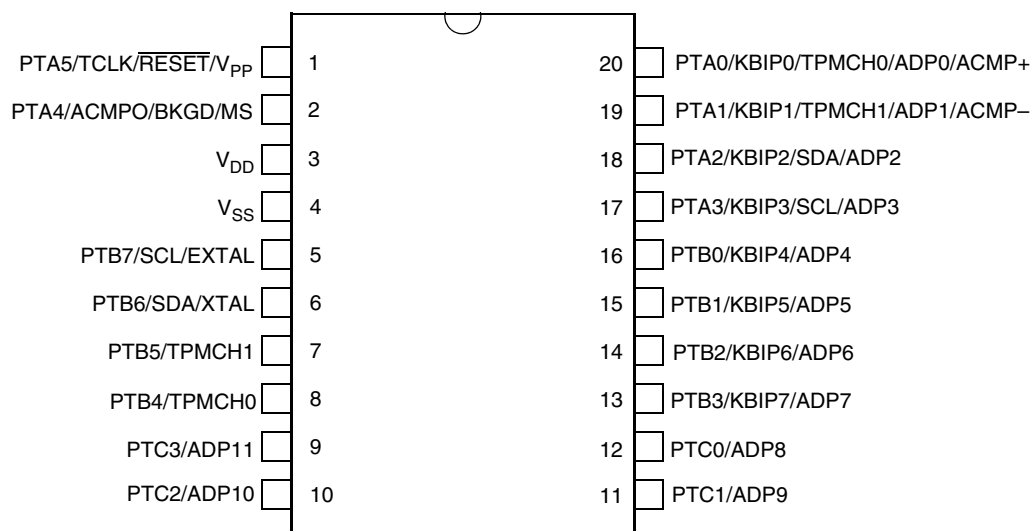 PTA5/TCLK/RESET/VPP 1 20 PTA0/KBIP0/TPMCH0/ADP0/ACMP+
PTA4/ACMPO/BKGD/MS 2 19 PTA1/KBIP1/TPMCH1/ADP1/ACMP–
VDD 3 18 PTA2/KBIP2/SDA/ADP2
VSS 4 17 PTA3/KBIP3/SCL/ADP3
PTB7/SCL/EXTAL 5 16 PTB0/KBIP4/ADP4
PTB6/SDA/XTAL 6 15 PTB1/KBIP5/ADP5
PTB5/TPMCH1 7 14 PTB2/KBIP6/ADP6
PTB4/TPMCH0 8 13 PTB3/KBIP7/ADP7
PTC3/ADP11 9 12 PTC0/ADP8
PTC2/ADP10 10 11 PTC1/ADP9